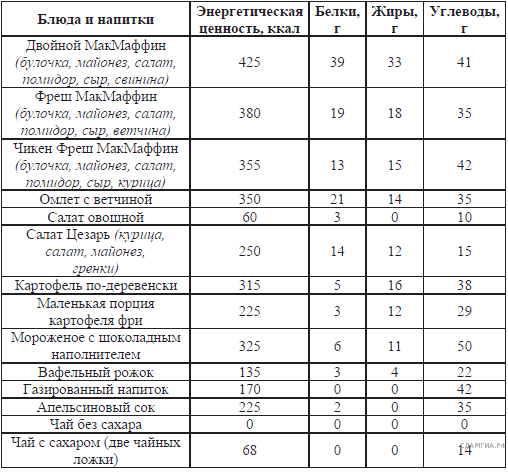 Блюда и напитки Энергетическая ценность, ккал Белки, г Жиры, г Углеводы, г
Двойной МакМаффин
(булочка, майонез, салат,
помидор, сыр, свинина) 425 39 33 41
Фреш МакМаффин
(булочка, майонез, салат,
помидор, сыр, ветчина) 380 19 18 35
Чикен Фреш МакМаффин
(булочка, майонез, салат,
помидор, сыр, курица) 355 13 15 42
Омлет с ветчиной 350 21 14 35
Салат овощной 60 3 0 10
Салат Цезарь (курица,
салат, майонез,
гренки) 250 14 12 15
Картофель по-деревенски 315 5 16 38
Маленькая порция
картофеля фри 225 3 12 29
Мороженое с шоколадным
наполнителем 325 6 11 50
Вафельный рожок 135 3 4 22
Газированный напиток 170 0 0 42
Апельсиновый сок 225 2 0 35
Чай без сахара 0 0 0 0
Чай с сахаром (две чайных
ложки) 68 0 0 14
СДАМГИА.РФ